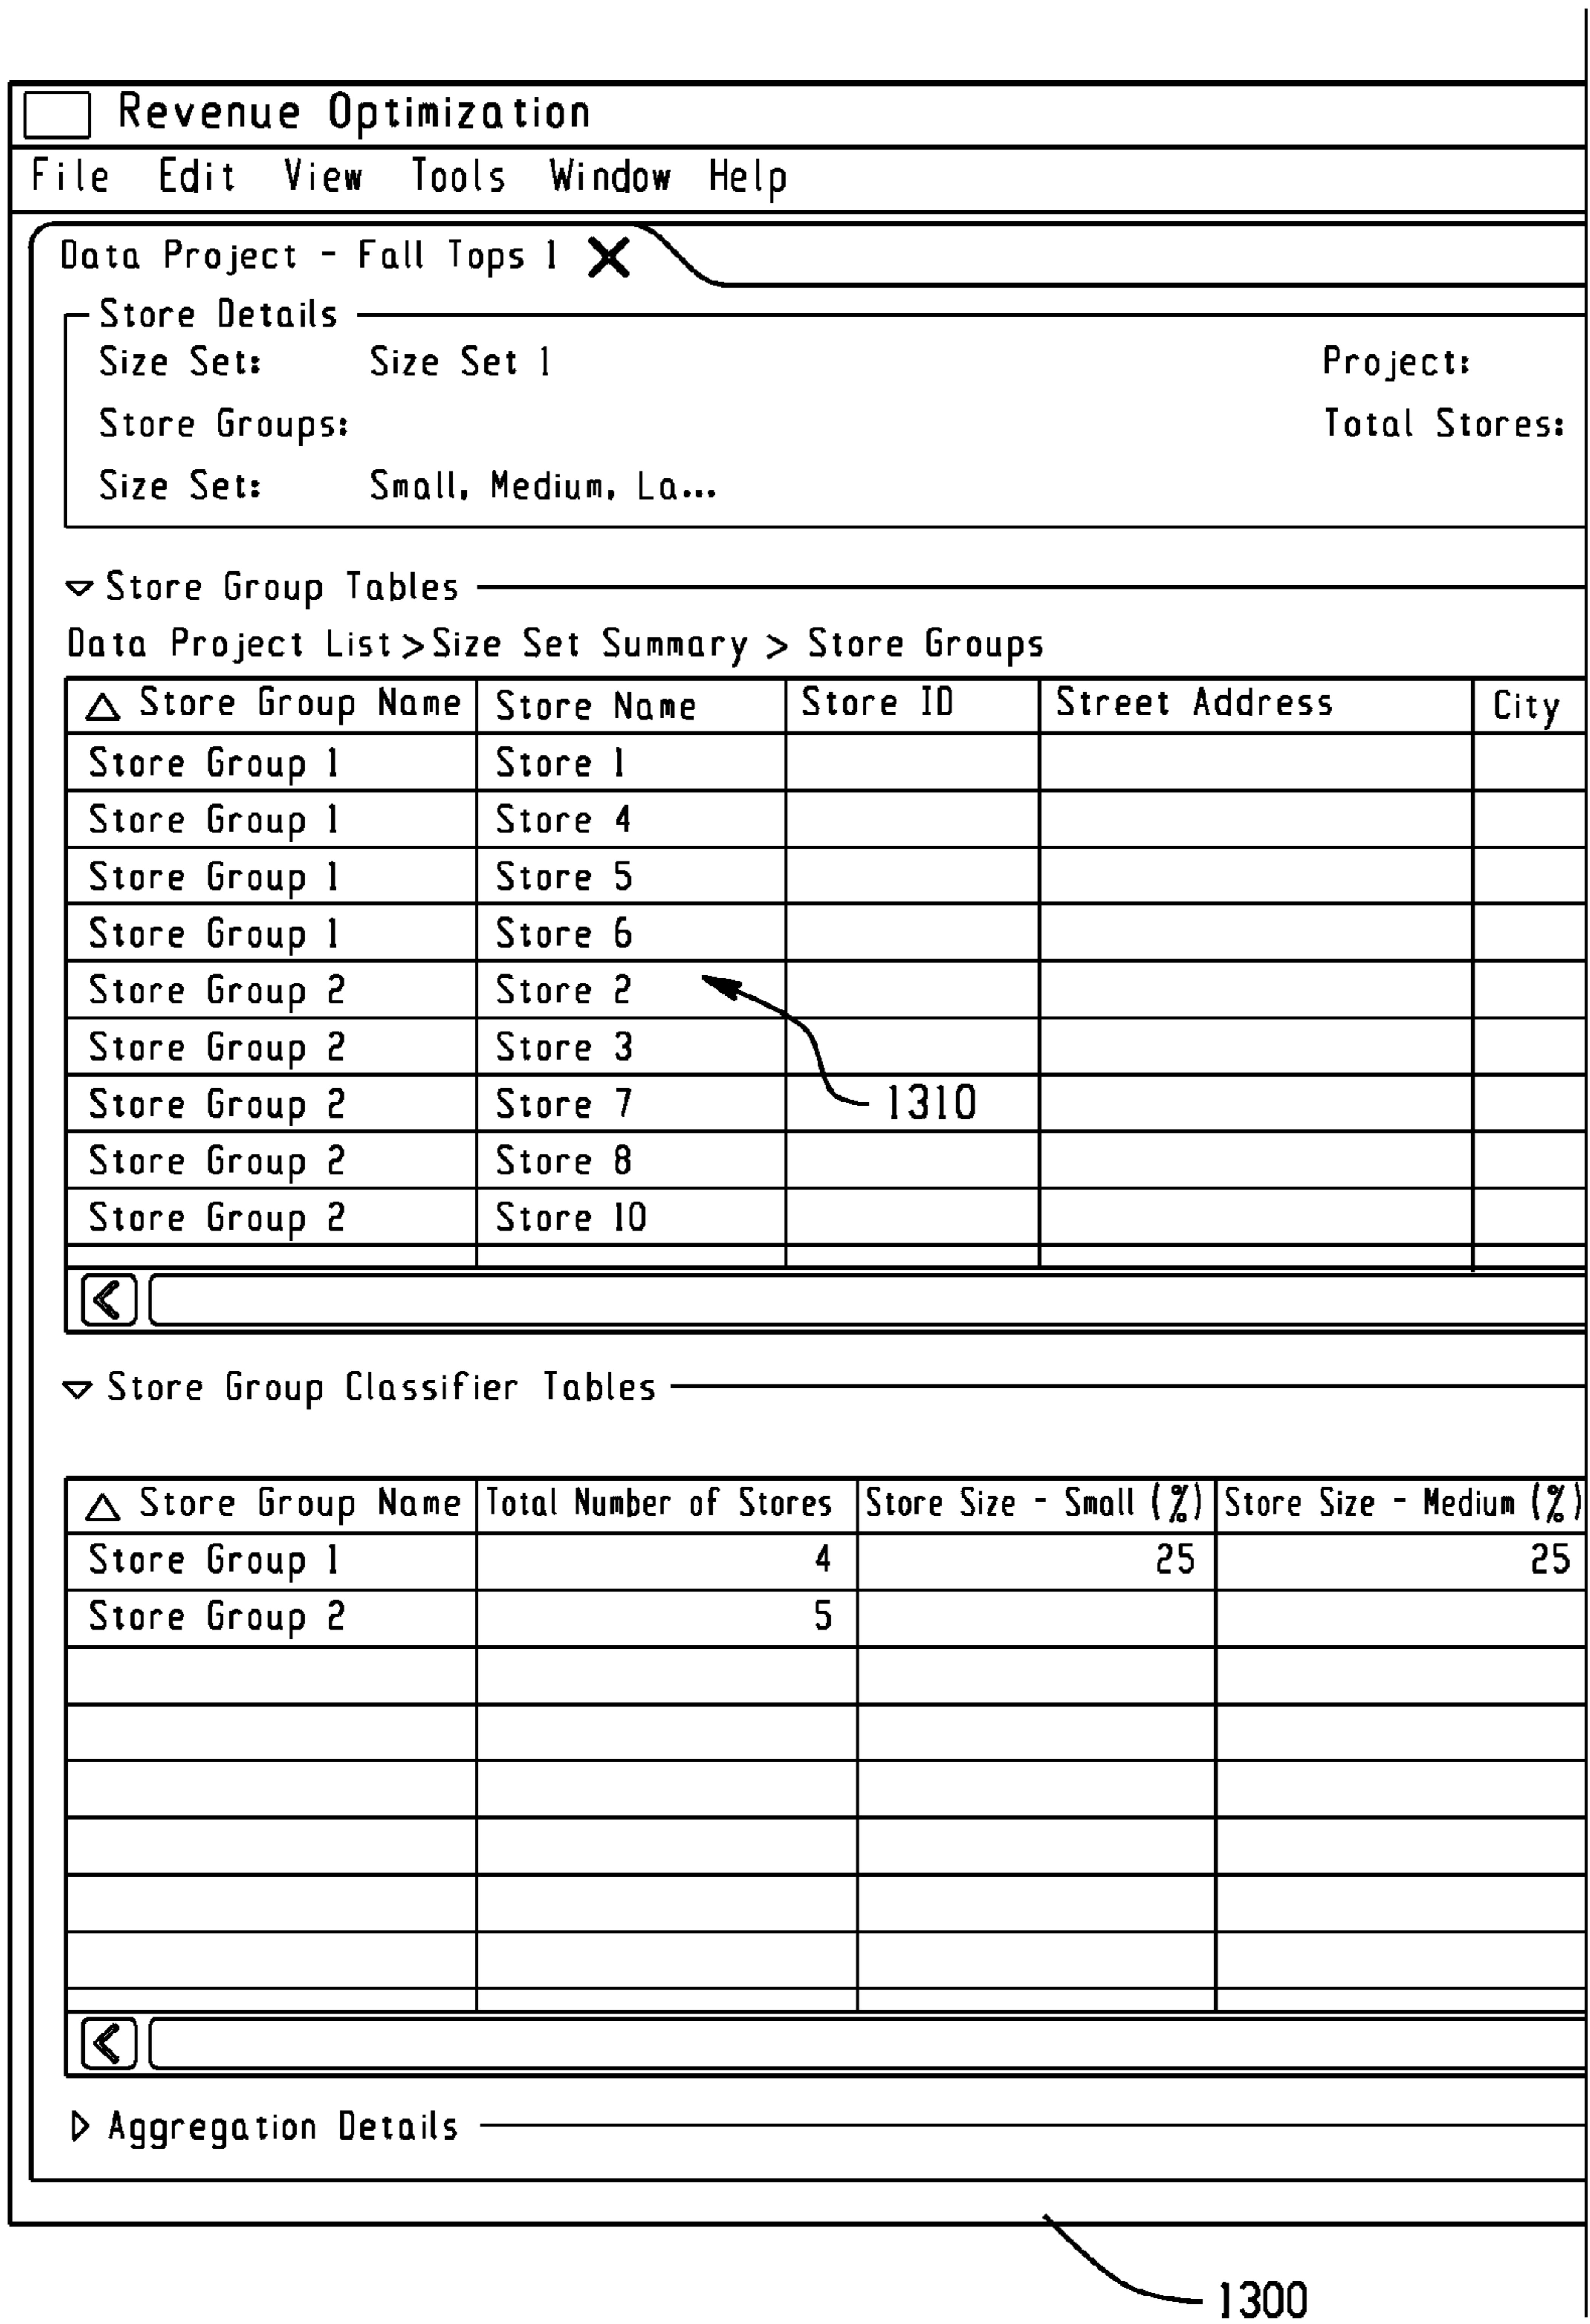 Revenue Optimization
File Edit View Tools Window Help
Data Project - Fall Tops 1
Store Details
Size Set: Size Set 1 Project:
Store Groups: Total Stores:
Size Set: Small, Medium, La...
Store Group Tables
Data Project List > Size Set Summary > Store Groups
Store Group Name Store Name Store ID Street Address City
Store Group 1 Store 1
Store Group 1 Store 4
Store Group 1 Store 5
Store Group 1 Store 6
Store Group 2 Store 2
Store Group 2 Store 3
Store Group 2 Store 7 1310
Store Group 2 Store 8
Store Group 2 Store 10
Store Group Classifier Tables
Store Group Name Total Number of Stores Store Size - Small (%) Store Size - Medium (%)
Store Group 1 4 25 25
Store Group 2 5
Aggregation Details
1300